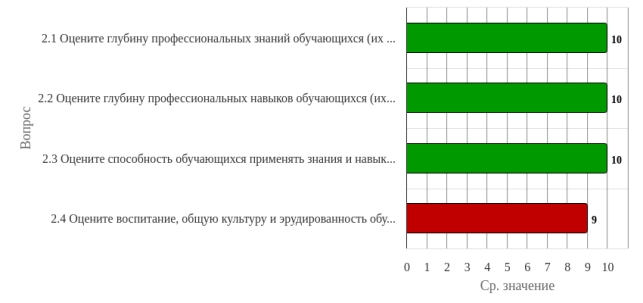 2.1 Оцените глубину профессиональных знаний обучающихся (их ...
10
2.2 Оцените глубину профессиональных навыков обучающихся (их...
10
Вопрос
2.3 Оцените способность обучающихся применять знания и навык...
10
2.4 Оцените воспитание, общую культуру и эрудированность обу...
9
0 1 2 3 4 5 6 7 8 9 10
Ср. значение